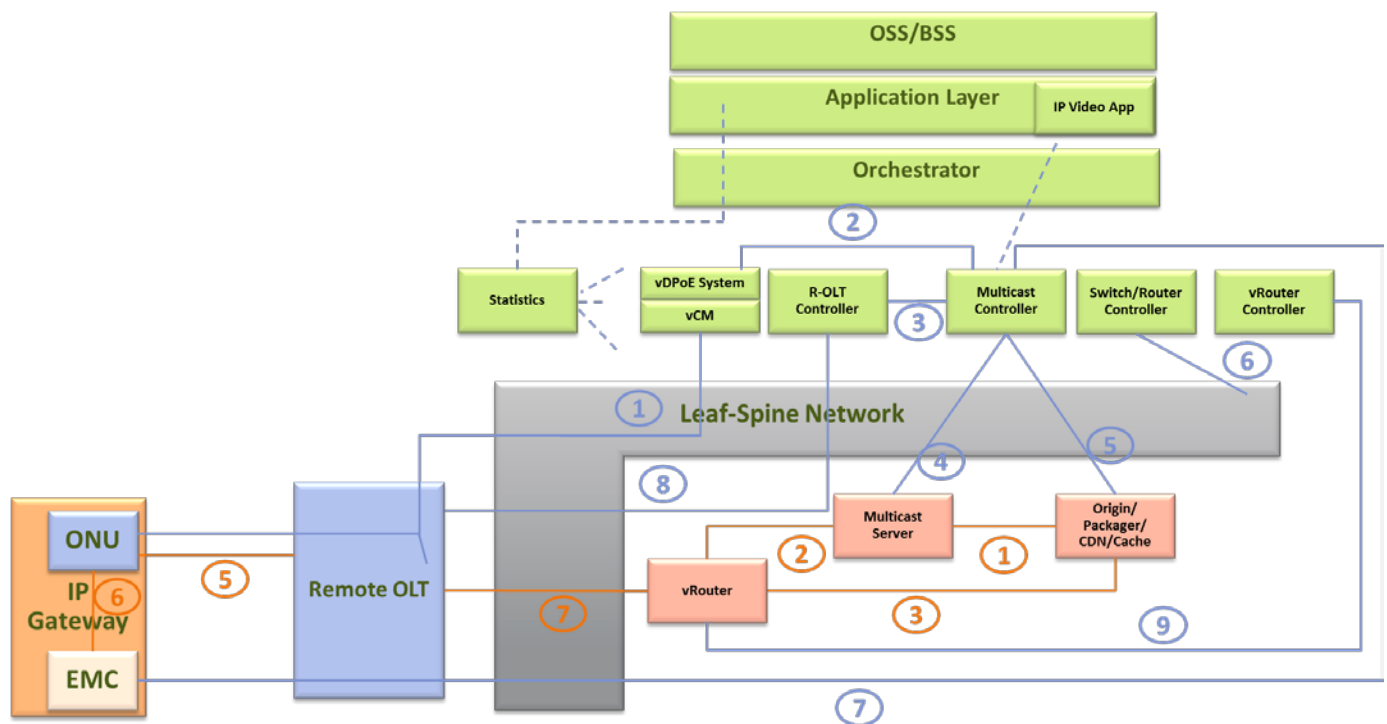 OSS/BSS
Application Layer
IP Video App
Orchestrator
2
Statistics
vDPoE System
vCM
R-OLT
Controller
3
Multicast
Controller
Switch/Router
Controller
vRouter
Controller
6
1
Leaf-Spine Network
4
5
8
ONU
IP
Gateway
6
EMC
5
Remote OLT
7
vRouter
2
Multicast
Server
1
Origin/
Packager/
CDN/Cache
3
9
7